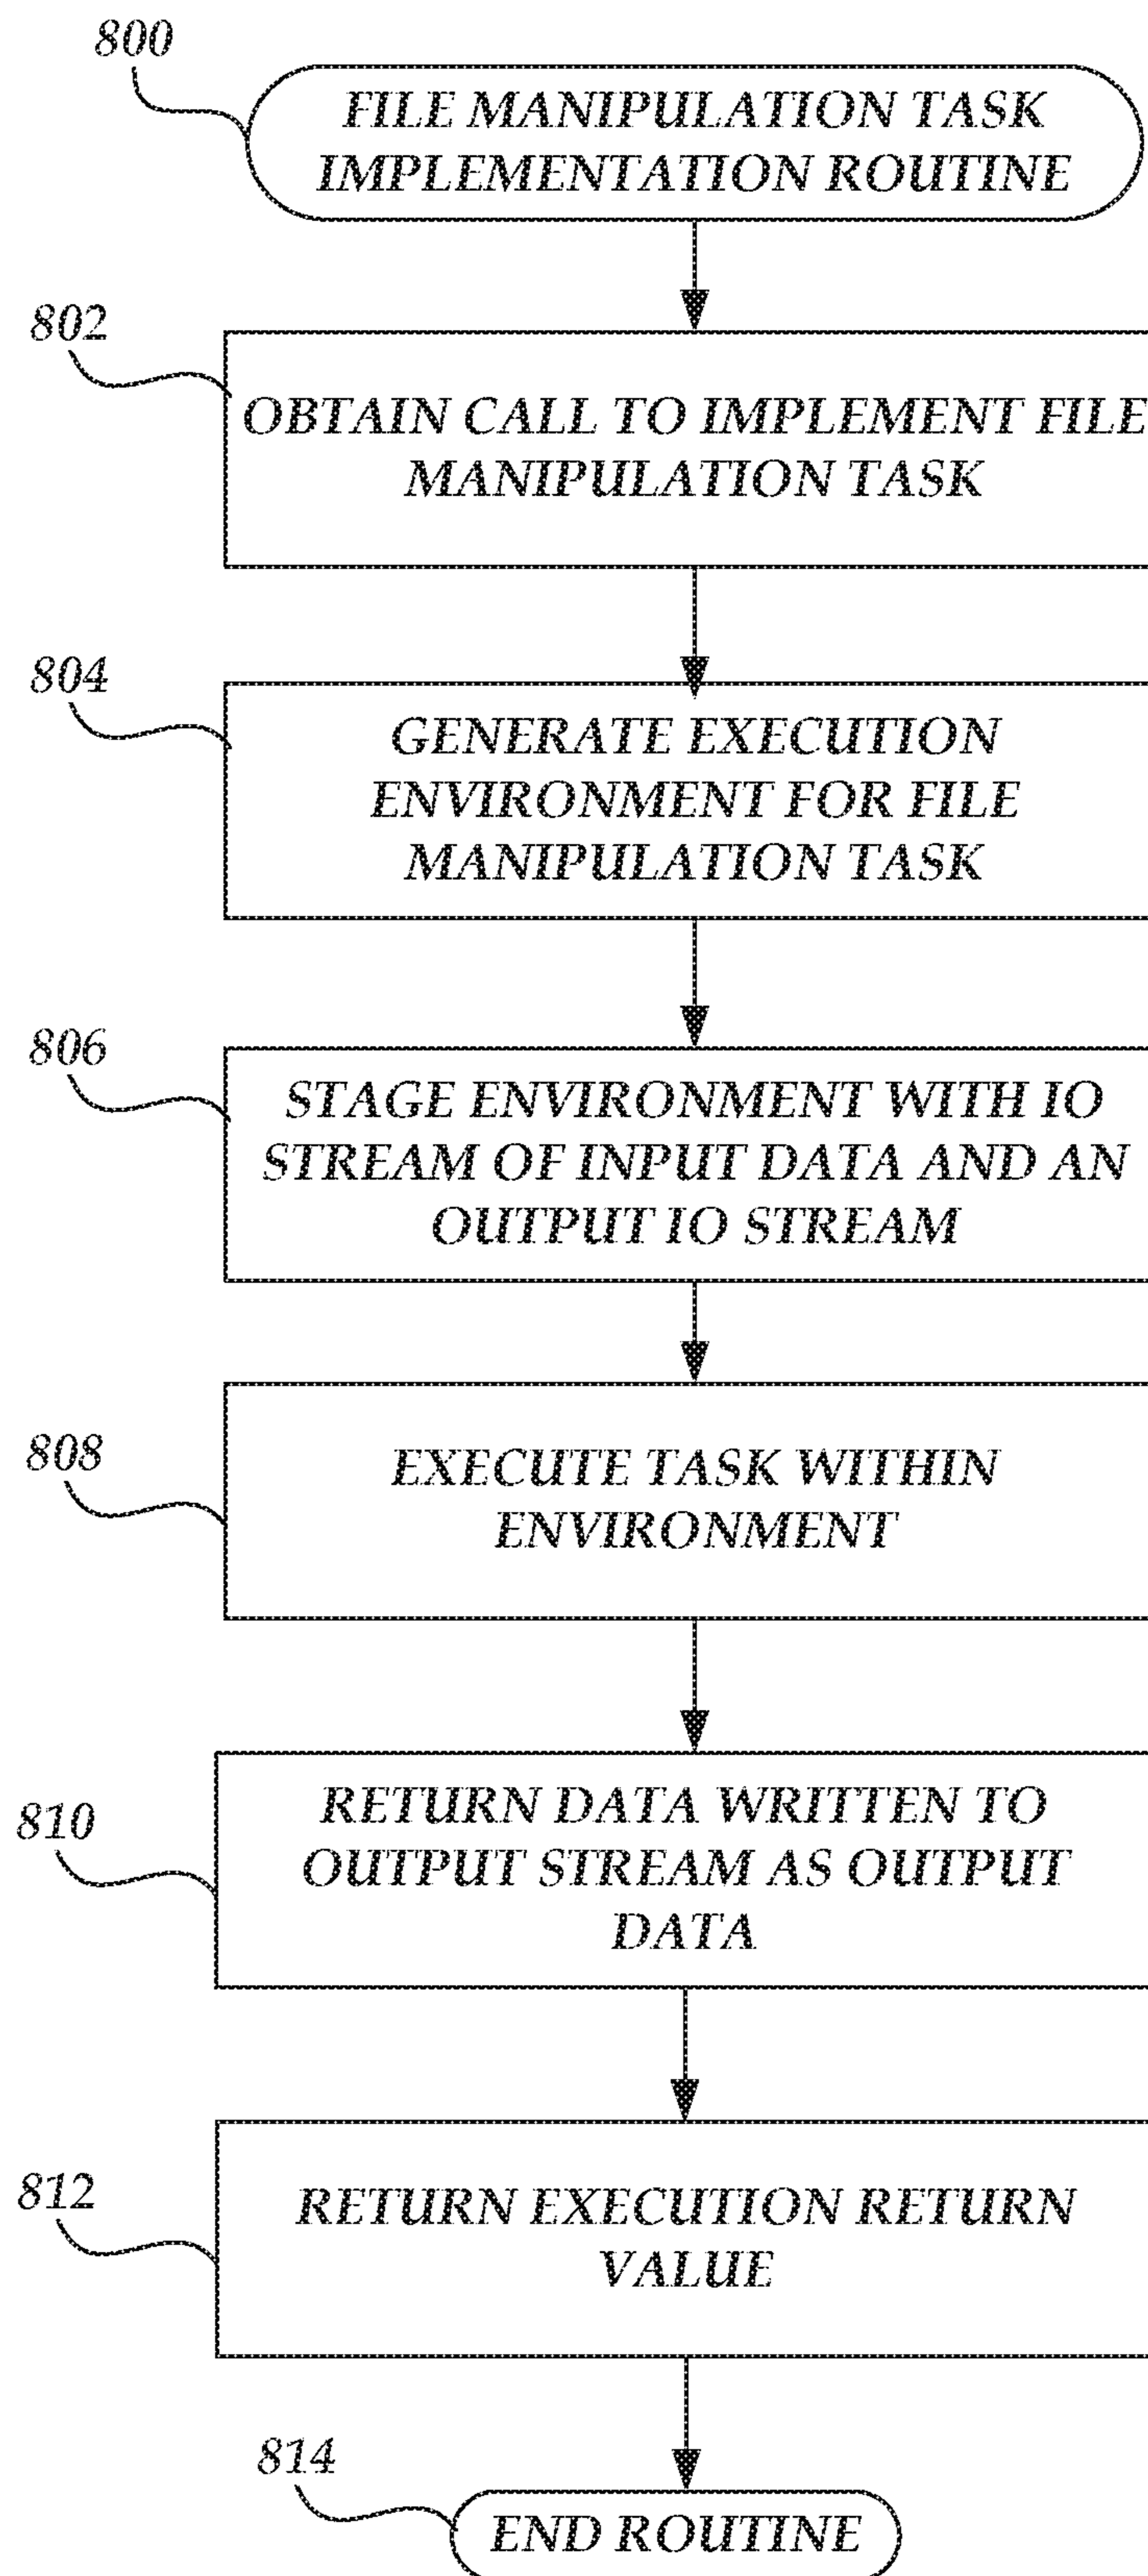 800
FILE MANIPULATION TASK
IMPLEMENTATION ROUTINE
802
OBTAIN CALL TO IMPLEMENT FILE
MANIPULATION TASK
804
GENERATE EXECUTION
ENVIRONMENT FOR FILE
MANIPULATION TASK
806
STAGE ENVIRONMENT WITH IO
STREAM OF INPUT DATA AND AN
OUTPUT IO STREAM
808
EXECUTE TASK WITHIN
ENVIRONMENT
810
RETURN DATA WRITTEN TO
OUTPUT STREAM AS OUTPUT
DATA
812
RETURN EXECUTION RETURN
VALUE
814
END ROUTINE